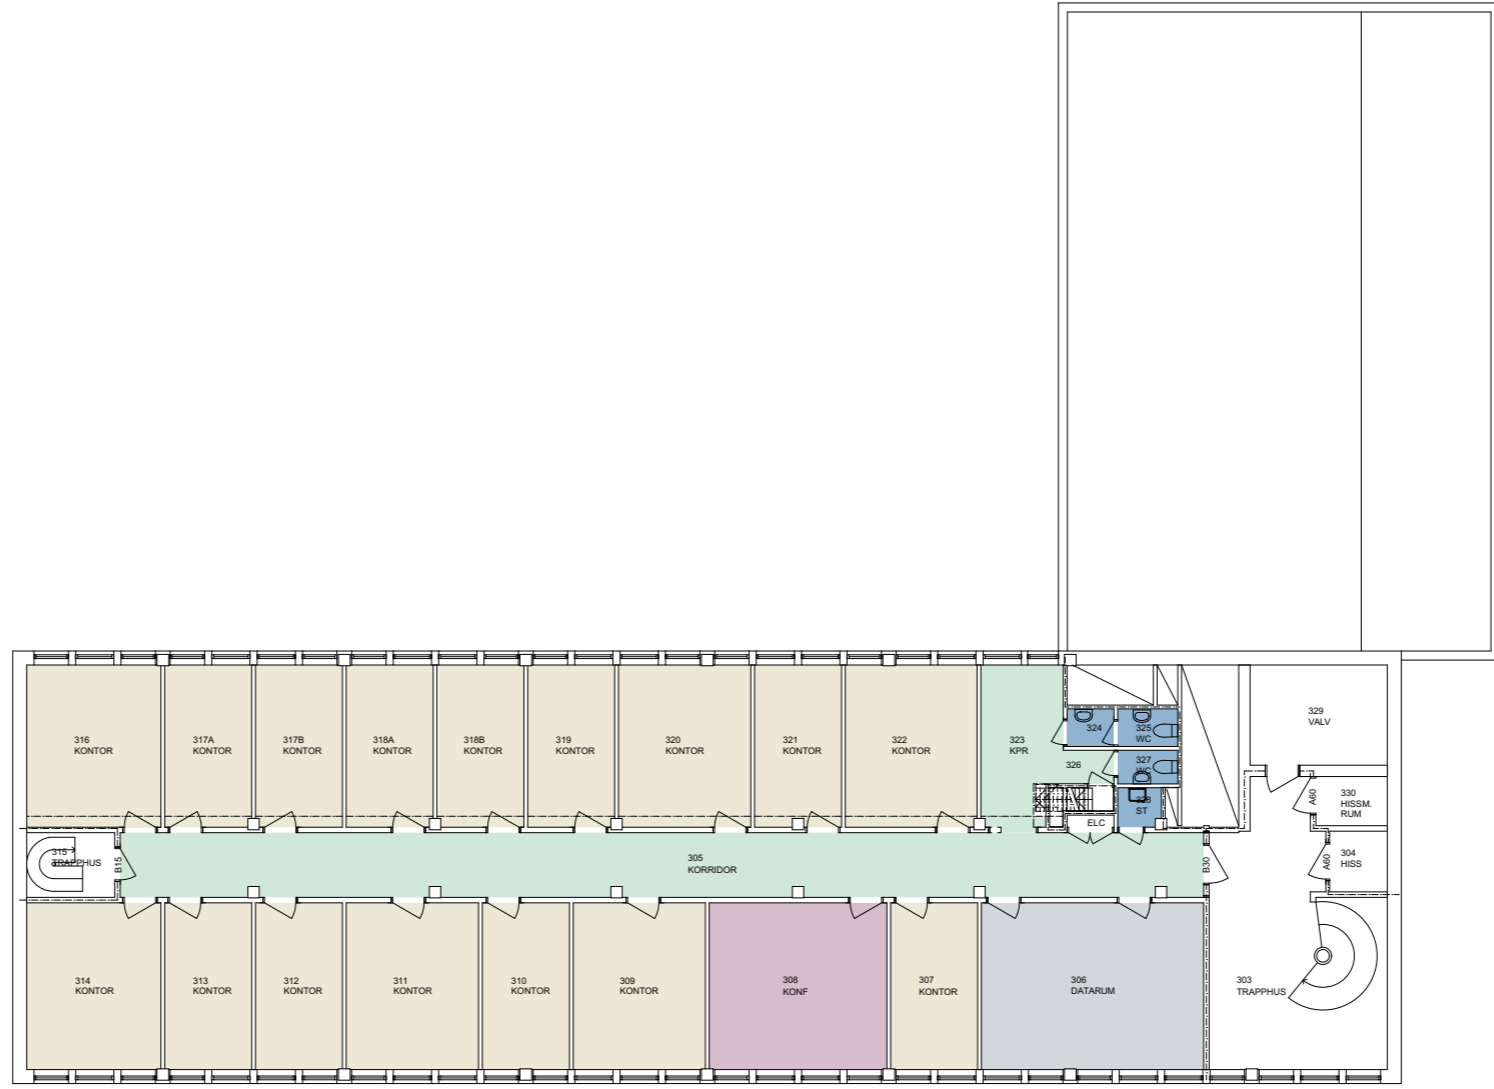 329
VALV
316
KONTOR
317A
KONTOR
317B
KONTOR
318A
KONTOR
318B
KONTOR
319
KONTOR
320
KONTOR
321
KONTOR
322
KONTOR
323
KPR
324
325
WC
326
327
WC
328
ST
ELC
A60
330
HISSM.
RUM
315
TRAPPHUS
B15
305
KORRIDOR
B30
A60
304
HISS
314
KONTOR
313
KONTOR
312
KONTOR
311
KONTOR
310
KONTOR
309
KONTOR
308
KONF
307
KONTOR
306
DATARUM
303
TRAPPHUS